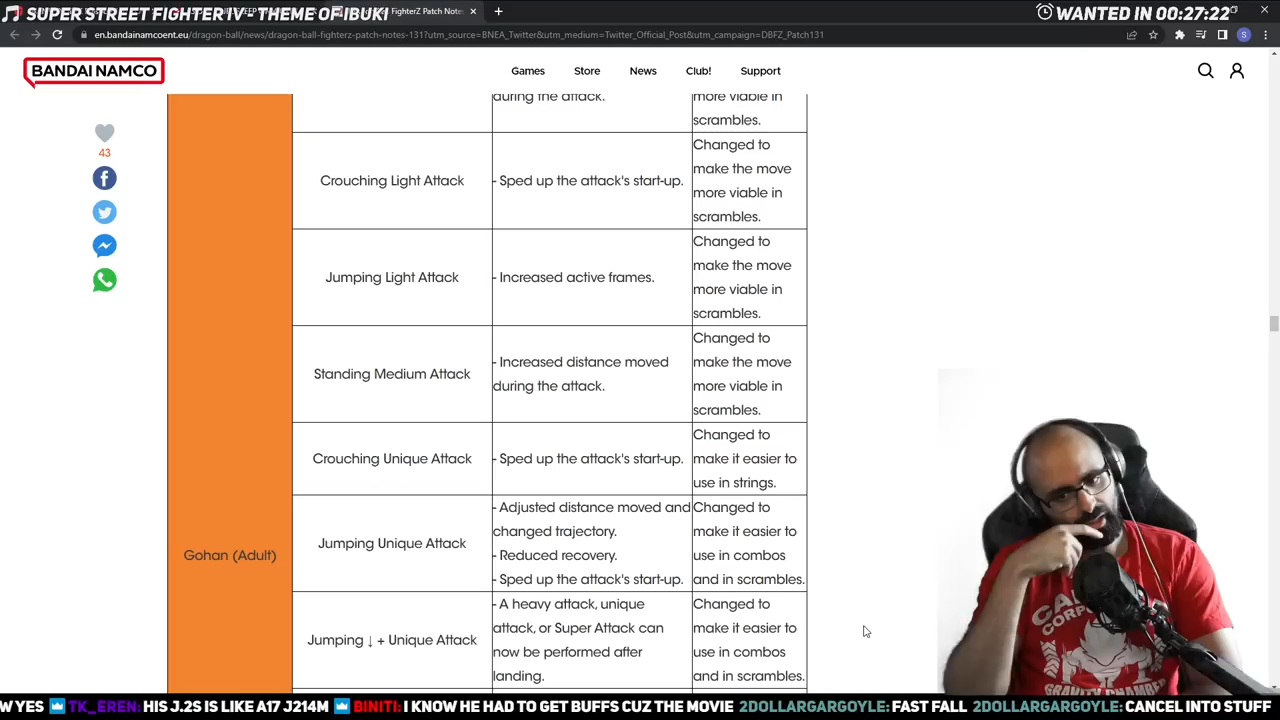 SUPER STREET FIGHTER IV - THEME OF IBUKI
FighterZ Patch Note
WANTED IN 00:27:22
en.bandainamcoent.eu/dragon-ball/news/dragon-ball-fighterz-patch-notes-131?utm_source=BNEA_Twitter&utm_medium=Twitter_Official_Post&utm_campaign=DBFZ_Patch131
S
BANDAI NAMCO
Games Store News Club! Support
43
Gohan (Adult)
during the attack.
more viable in
scrambles.
Crouching Light Attack
- Sped up the attack's start-up.
Changed to
make the move
more viable in
scrambles.
Jumping Light Attack
- Increased active frames.
Changed to
make the move
more viable in
scrambles.
Standing Medium Attack
- Increased distance moved
during the attack.
Changed to
make the move
more viable in
scrambles.
Crouching Unique Attack
- Sped up the attack's start-up.
Changed to
make it easier to
use in strings.
Jumping Unique Attack
- Adjusted distance moved and
changed trajectory.
- Reduced recovery.
- Sped up the attack's start-up.
Changed to
make it easier to
use in combos
and in scrambles.
Jumping ↓ + Unique Attack
- A heavy attack, unique
attack, or Super Attack can
now be performed after
landing.
Changed to
make it easier to
use in combos
and in scrambles.
W YES TK_EREN: HIS J.2S IS LIKE A17 J214M BINITI: I KNOW HE HAD TO GET BUFFS CUZ THE MOVIE 2DOLLARGARGOYLE: FAST FALL 2DOLLARGARGOYLE: CANCEL INTO STUFF